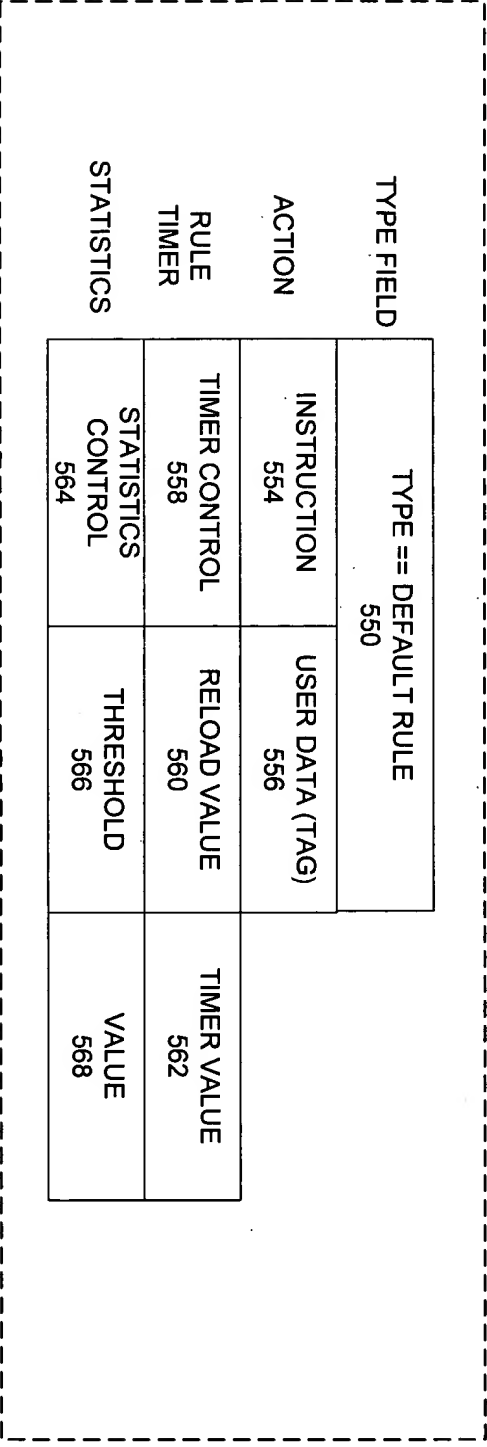 TYPE FIELD
TYPE == DEFAULT RULE
550
ACTION
INSTRUCTION
554
USER DATA (TAG)
556
RULE
TIMER
TIMER CONTROL
558
RELOAD VALUE
560
TIMER VALUE
562
STATISTICS
STATISTICS
CONTROL
564
THRESHOLD
566
VALUE
568